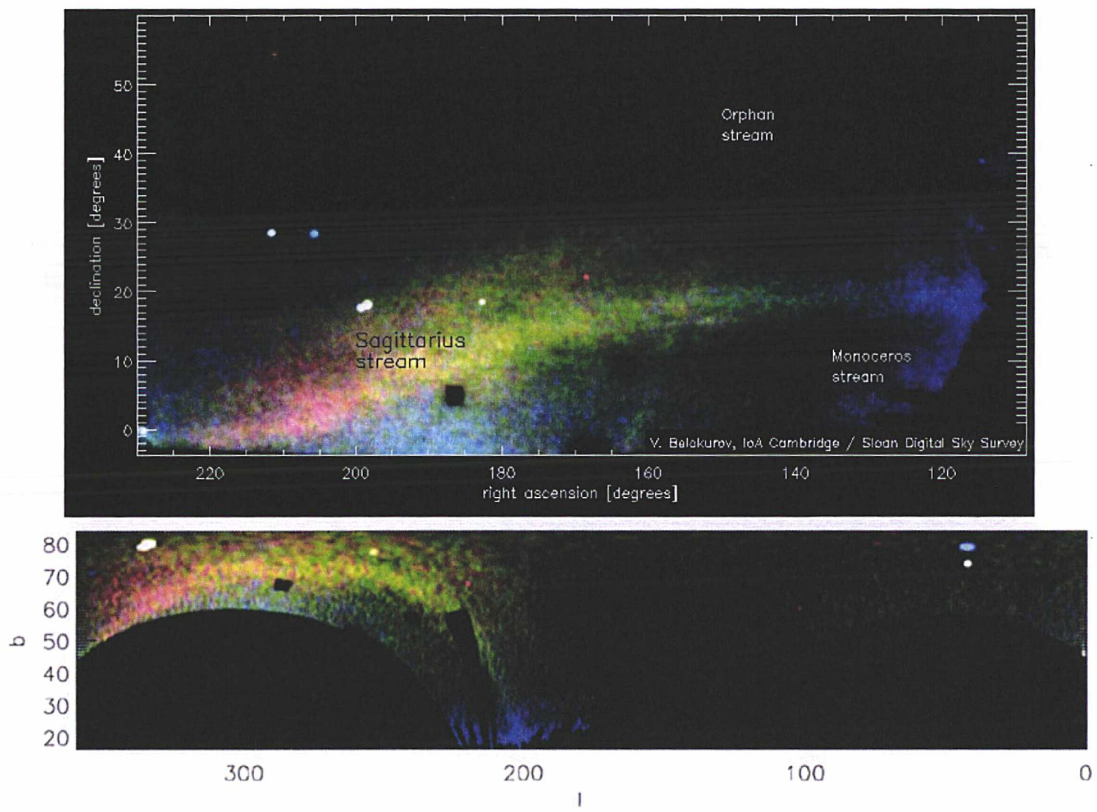 50
40
30
20
10
0
declination [degrees]
Orphan
stream
Sagittarius
stream
Monoceros
stream
V. Belokurov, IoA Cambridge / Sloan Digital Sky Survey
220 200 180 160 140 120
right ascension [degrees]
80
70
60
50
40
30
20
b
300 200 100 0
l